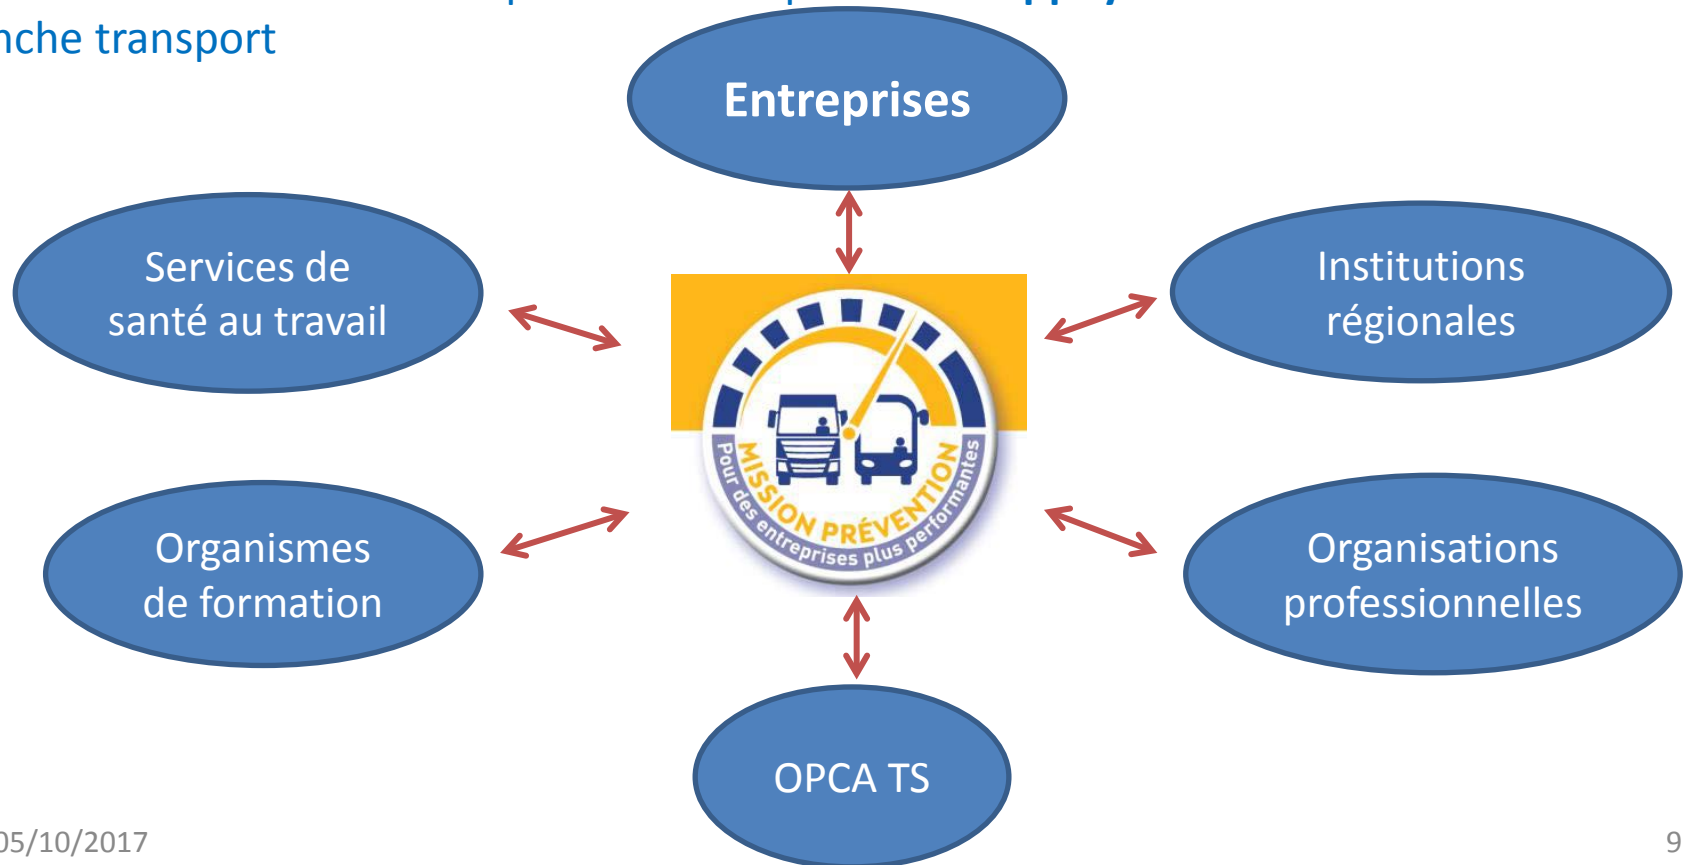 nche transport
Entreprises
Services de
santé au travail
Institutions
régionales
MISSION PRÉVENTION
Pour des entreprises plus performantes
Organismes
de formation
Organisations
professionnelles
OPCA TS
05/10/2017
9